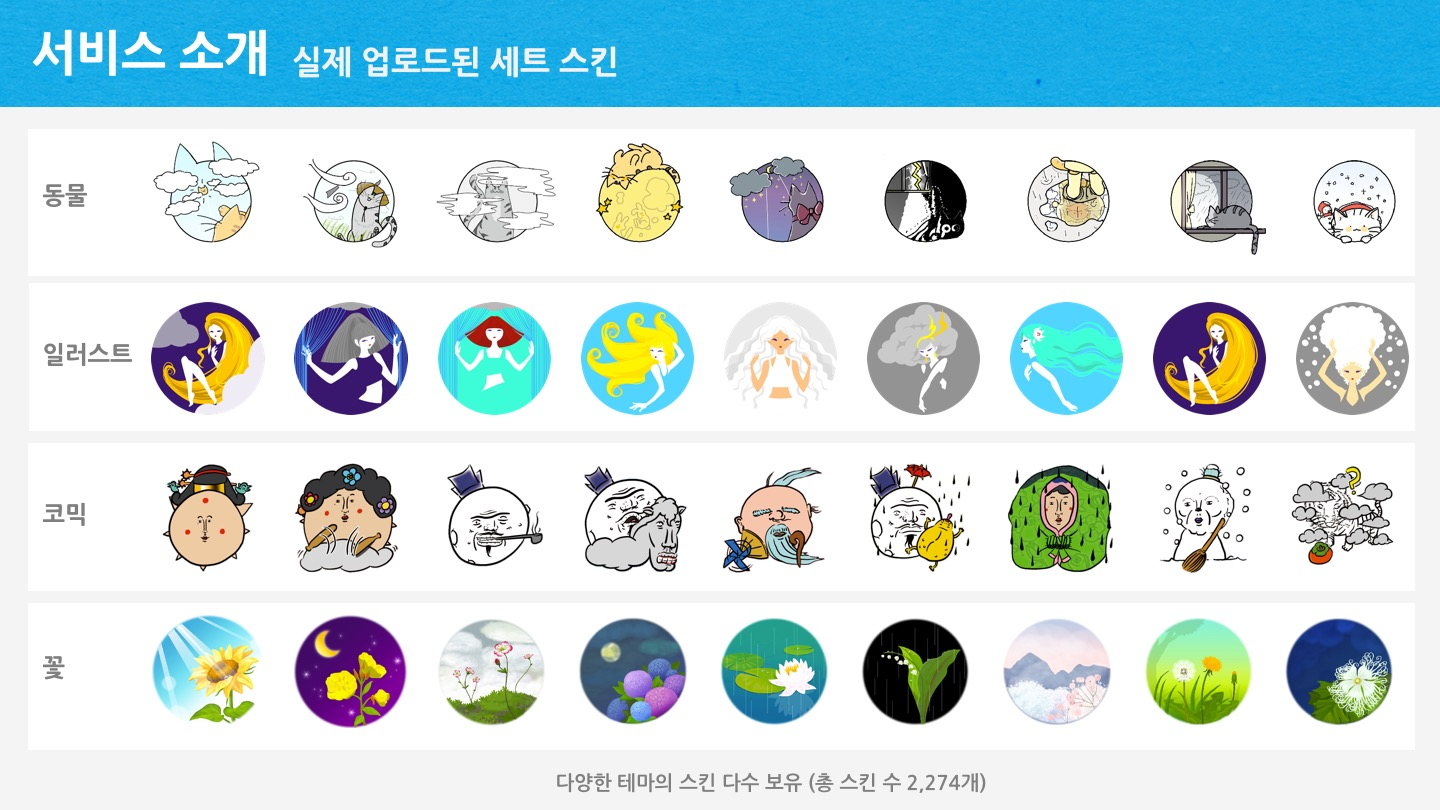 서비스 소개 실제 업로드된 세트 스킨
동물
일러스트
코믹
꽃
다양한 테마의 스킨 다수 보유 (총 스킨 수 2,274개)